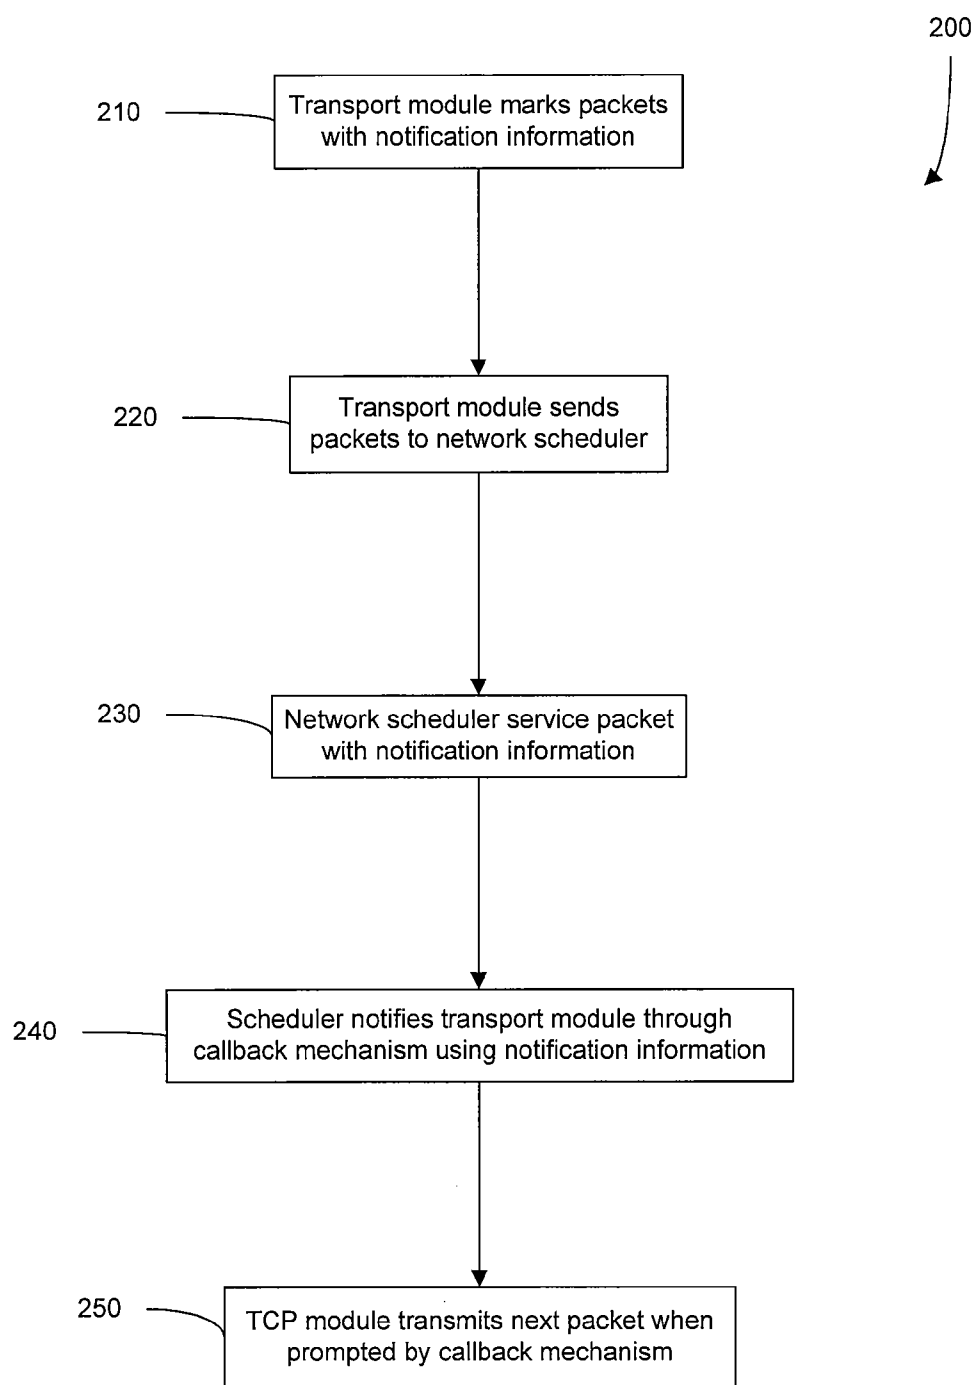 200
210
Transport module marks packets
with notification information
220
Transport module sends
packets to network scheduler
230
Network scheduler service packet
with notification information
240
Scheduler notifies transport module through
callback mechanism using notification information
250
TCP module transmits next packet when
prompted by callback mechanism